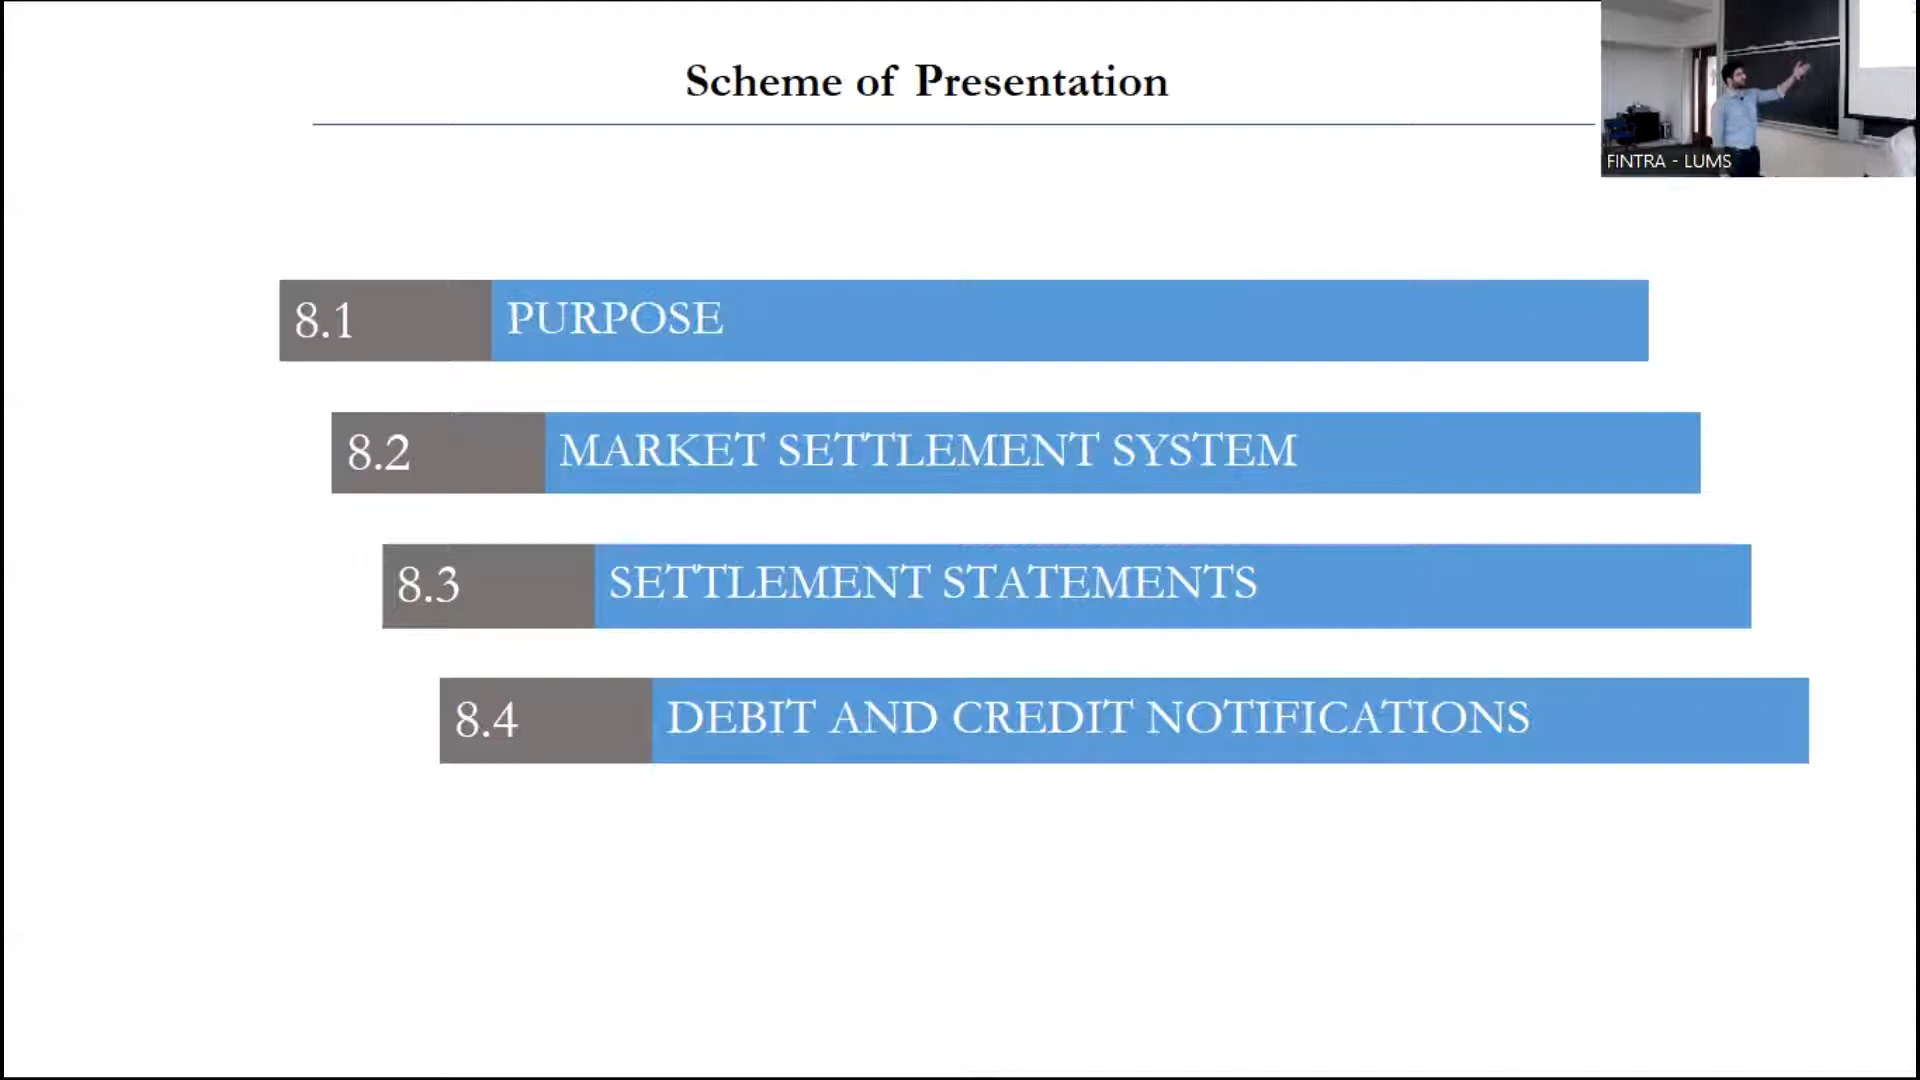 Scheme of Presentation
FINTRA - LUMS
8.1 PURPOSE
8.2 MARKET SETTLEMENT SYSTEM
8.3 SETTLEMENT STATEMENTS
8.4 DEBIT AND CREDIT NOTIFICATIONS